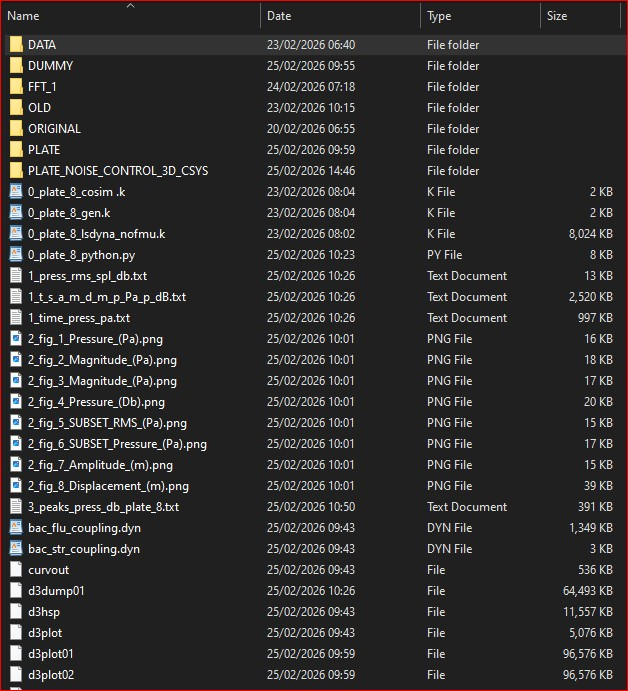 Name Date Type Size
DATA 23/02/2026 06:40 File folder
DUMMY 25/02/2026 09:55 File folder
FFT_1 24/02/2026 07:18 File folder
OLD 23/02/2026 10:15 File folder
ORIGINAL 20/02/2026 06:55 File folder
PLATE 25/02/2026 09:59 File folder
PLATE_NOISE_CONTROL_3D_CSYS 25/02/2026 14:46 File folder
0_plate_8_cosim .k 23/02/2026 08:04 K File 2 KB
0_plate_8_gen.k 23/02/2026 08:04 K File 2 KB
0_plate_8_lsdyna_nofmu.k 23/02/2026 08:02 K File 8,024 KB
0_plate_8_python.py 25/02/2026 10:23 PY File 8 KB
1_press_rms_spl_db.txt 25/02/2026 10:26 Text Document 13 KB
1_t_s_a_m_d_m_p_Pa_p_dB.txt 25/02/2026 10:26 Text Document 2,520 KB
1_time_press_pa.txt 25/02/2026 10:26 Text Document 997 KB
2_fig_1_Pressure_(Pa).png 25/02/2026 10:01 PNG File 16 KB
2_fig_2_Magnitude_(Pa).png 25/02/2026 10:01 PNG File 18 KB
2_fig_3_Magnitude_(Pa).png 25/02/2026 10:01 PNG File 17 KB
2_fig_4_Pressure_(Db).png 25/02/2026 10:01 PNG File 20 KB
2_fig_5_SUBSET_RMS_(Pa).png 25/02/2026 10:01 PNG File 15 KB
2_fig_6_SUBSET_Pressure_(Pa).png 25/02/2026 10:01 PNG File 17 KB
2_fig_7_Amplitude_(m).png 25/02/2026 10:01 PNG File 15 KB
2_fig_8_Displacement_(m).png 25/02/2026 10:01 PNG File 39 KB
3_peaks_press_db_plate_8.txt 25/02/2026 10:50 Text Document 391 KB
bac_flu_coupling.dyn 25/02/2026 09:43 DYN File 1,349 KB
bac_str_coupling.dyn 25/02/2026 09:43 DYN File 3 KB
curvout 25/02/2026 09:43 File 536 KB
d3dump01 25/02/2026 10:26 File 64,493 KB
d3hsp 25/02/2026 09:43 File 11,557 KB
d3plot 25/02/2026 09:43 File 5,076 KB
d3plot01 25/02/2026 09:59 File 96,576 KB
d3plot02 25/02/2026 09:59 File 96,576 KB